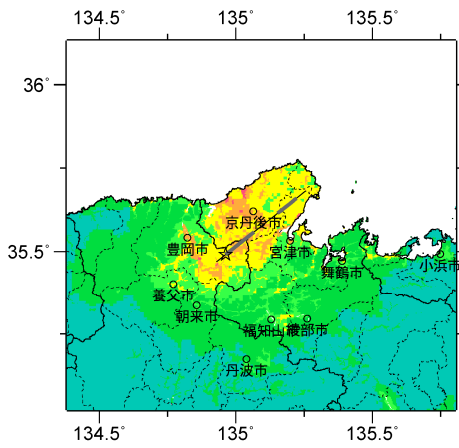 134.5° 135° 135.5°
36°
京丹後市
豊岡市 宮津市
35.5°
舞鶴市 小浜市
養父市
朝来市
福知山市 綾部市
丹波市
134.5° 135° 135.5°